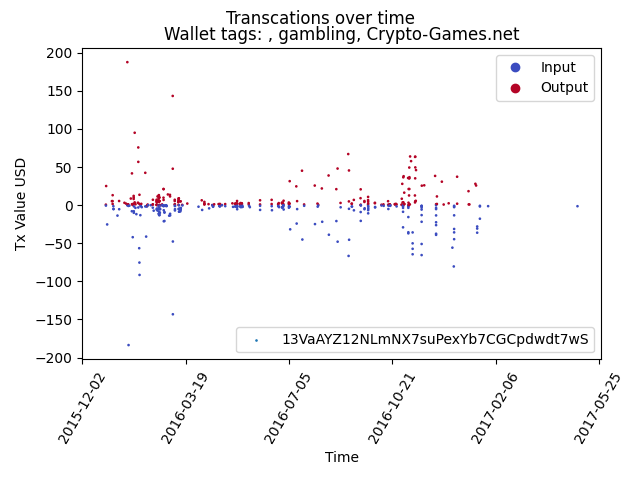 Transcations over time
Wallet tags: , gambling, Crypto-Games.net
200
150
100
50
0
−50
−100
−150
−200
Tx Value USD
Input
Output
13VaAYZ12NLmNX7suPexYb7CGCpdwdt7wS
2015-12-02
2016-03-19
2016-07-05
2016-10-21
2017-02-06
2017-05-25
Time